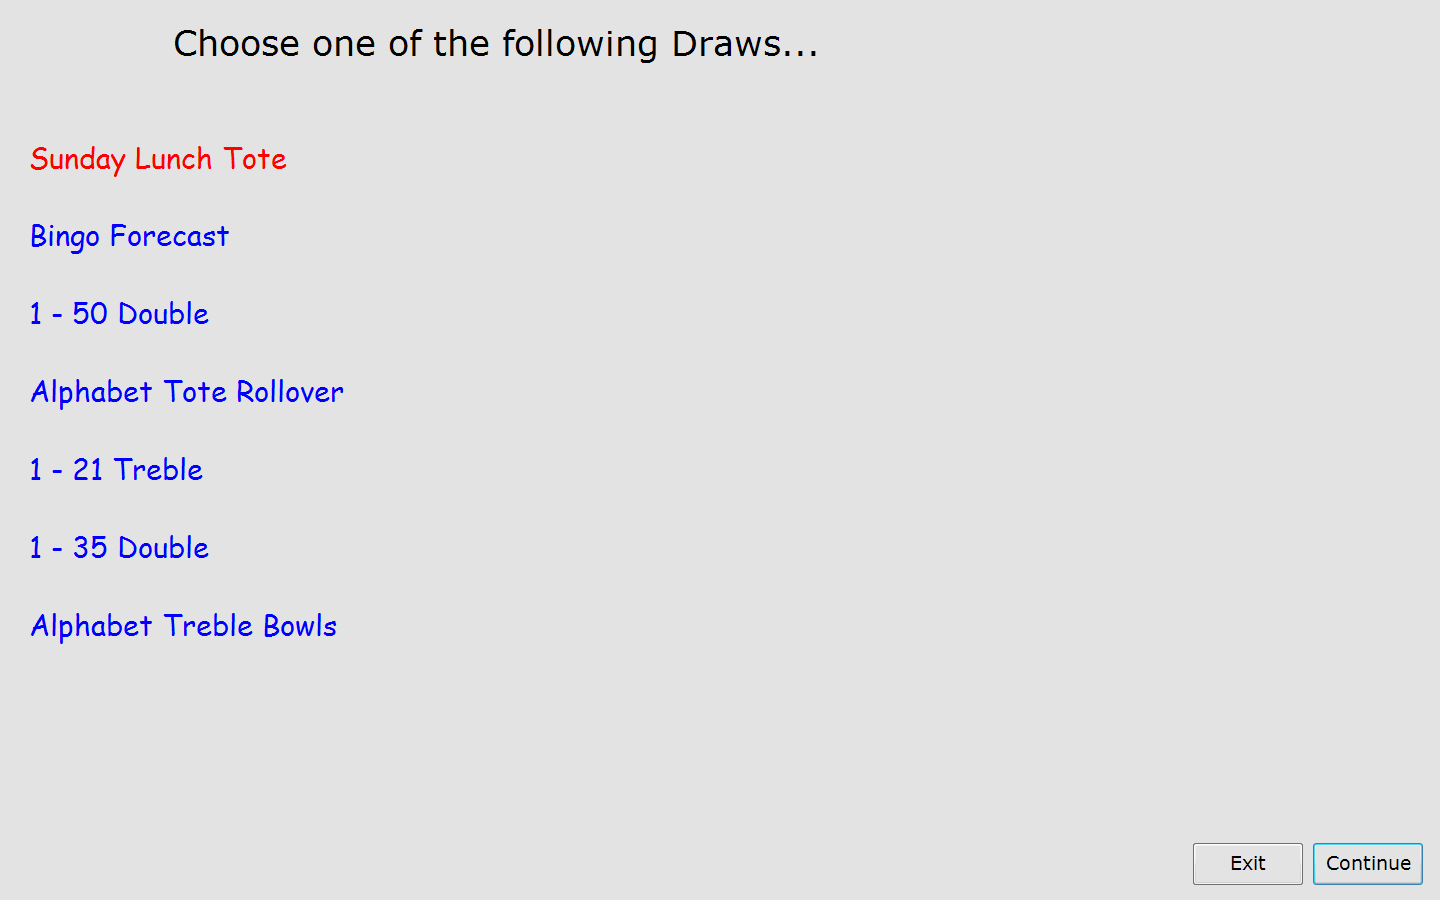 Choose one of the following Draws...
Sunday Lunch Tote
Bingo Forecast
1 - 50 Double
Alphabet Tote Rollover
1 - 21 Treble
1 - 35 Double
Alphabet Treble Bowls
Exit Continue